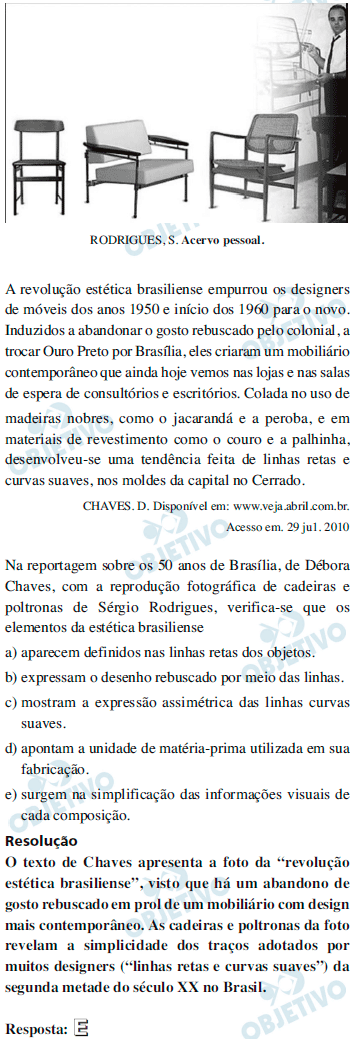 RODRIGUES, S. Acervo pessoal.
A revolução estética brasiliense empurrou os designers
de móveis dos anos 1950 e início dos 1960 para o novo.
Induzidos a abandonar o gosto rebuscado pelo colonial, a
trocar Ouro Preto por Brasília, eles criaram um mobiliário
contemporâneo que ainda hoje vemos nas lojas e nas salas
de espera de consultórios e escritórios. Colada no uso de
madeiras nobres, como o jacarandá e a peroba, e em
materiais de revestimento como o couro e a palhinha,
desenvolveu-se uma tendência feita de linhas retas e
curvas suaves, nos moldes da capital no Cerrado.
CHAVES. D. Disponível em: www.veja.abril.com.br.
Acesso em. 29 ju1. 2010
Na reportagem sobre os 50 anos de Brasília, de Débora
Chaves, com a reprodução fotográfica de cadeiras e
poltronas de Sérgio Rodrigues, verifica-se que os
elementos da estética brasiliense
a) aparecem definidos nas linhas retas dos objetos.
b) expressam o desenho rebuscado por meio das linhas.
c) mostram a expressão assimétrica das linhas curvas
suaves.
d) apontam a unidade de matéria-prima utilizada em sua
fabricação.
e) surgem na simplificação das informações visuais de
cada composição.
Resolução
O texto de Chaves apresenta a foto da “revolução
estética brasiliense”, visto que há um abandono de
gosto rebuscado em prol de um mobiliário com design
mais contemporâneo. As cadeiras e poltronas da foto
revelam a simplicidade dos traços adotados por
muitos designers (“linhas retas e curvas suaves”) da
segunda metade do século XX no Brasil.
Resposta: E
OBJETIVO
OBJETIVO
OBJETIVO
OBJETIVO
OBJETIVO
OBJETIVO
OBJETIVO
OBJETIVO